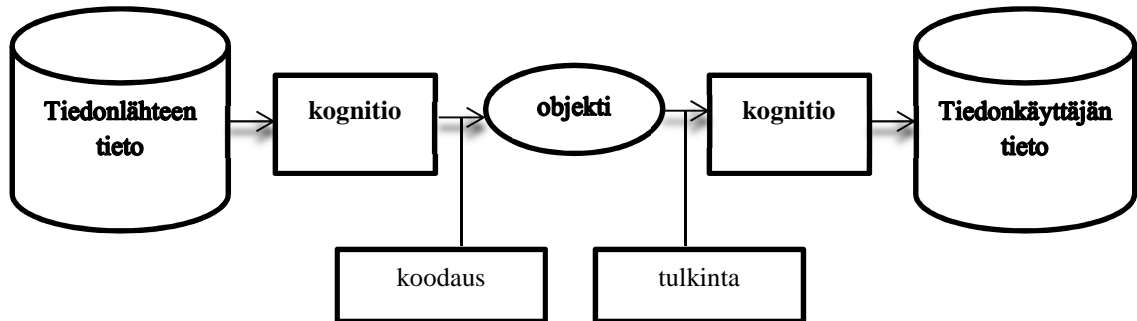 Tiedonlähteen
tieto
kognitio
objekti
kognitio
Tiedonkäyttäjän
tieto
koodaus
tulkinta